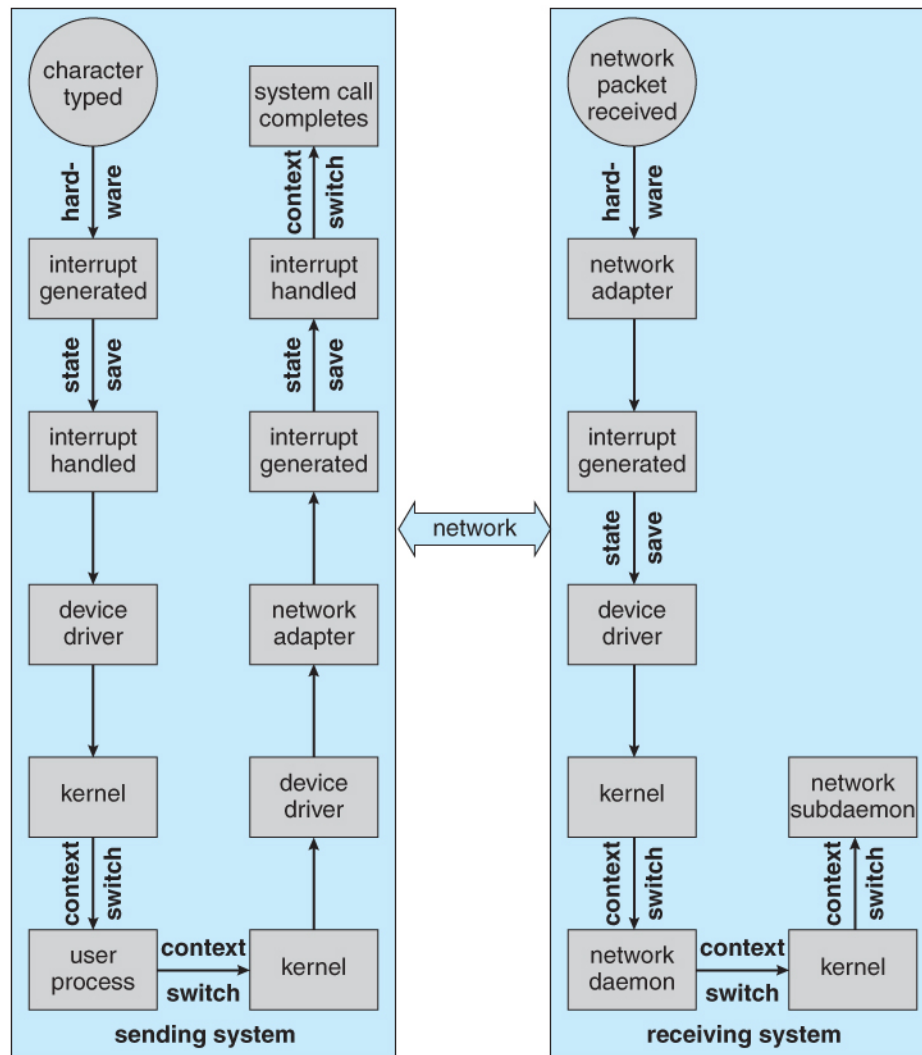 character
typed
hard-
ware
interrupt
generated
state
save
interrupt
handled
device
driver
kernel
context
switch
user
process
context
switch
kernel
device
driver
network
adapter
interrupt
generated
state
save
interrupt
handled
context
switch
system call
completes
sending system
network
network
packet
received
hard-
ware
network
adapter
interrupt
generated
state
save
device
driver
kernel
context
switch
network
daemon
context
switch
kernel
context
switch
network
subdaemon
receiving system